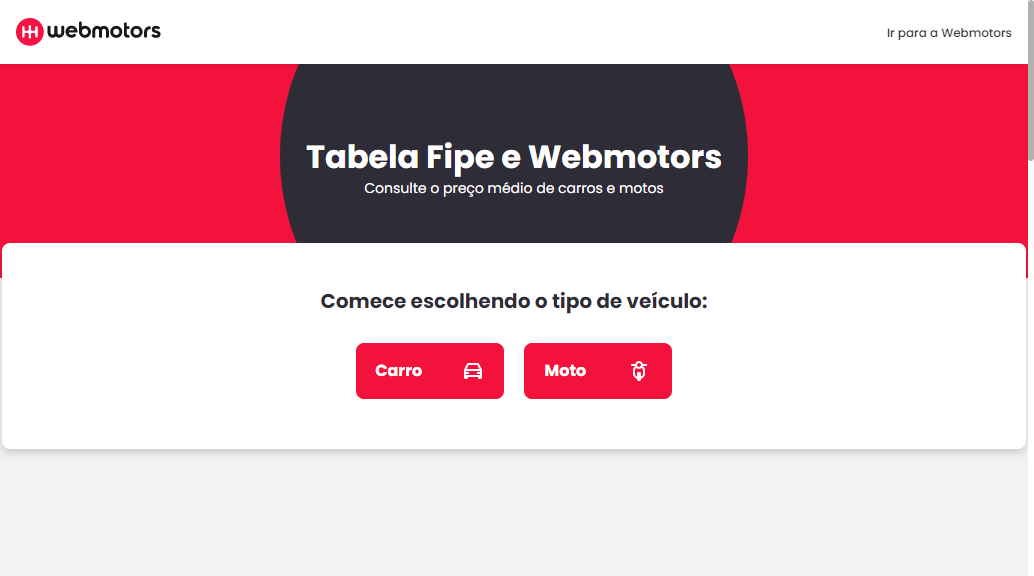 webmotors
Ir para a Webmotors
Tabela Fipe e Webmotors
Consulte o preço médio de carros e motos
Comece escolhendo o tipo de veículo:
Carro
Moto